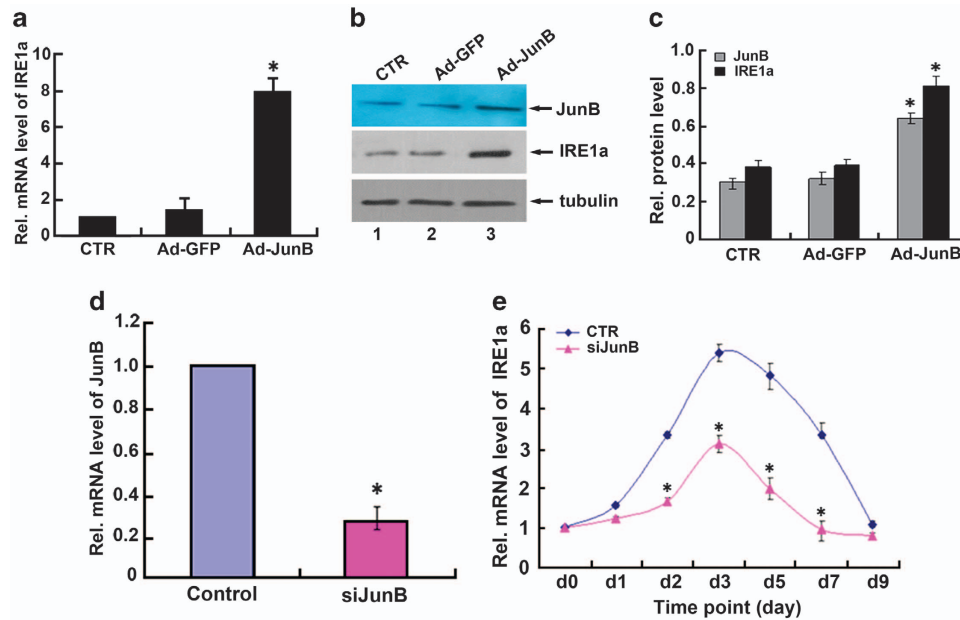 a
Rel. mRNA level of IRE1a
10
8
6
4
2
0
*
CTR Ad-GFP Ad-JunB
b
CTR Ad-GFP Ad-JunB
JunB
IRE1a
tubulin
1 2 3
c
Rel. protein level
1.0
0.8
0.6
0.4
0.2
0
JunB
IRE1a
* *
CTR Ad-GFP Ad-JunB
d
Rel. mRNA level of JunB
1.2
1.0
0.8
0.6
0.4
0.2
0
*
Control siJunB
e
Rel. mRNA level of IRE1a
6
5
4
3
2
1
0
CTR
siJunB
* * * *
d0 d1 d2 d3 d5 d7 d9
Time point (day)